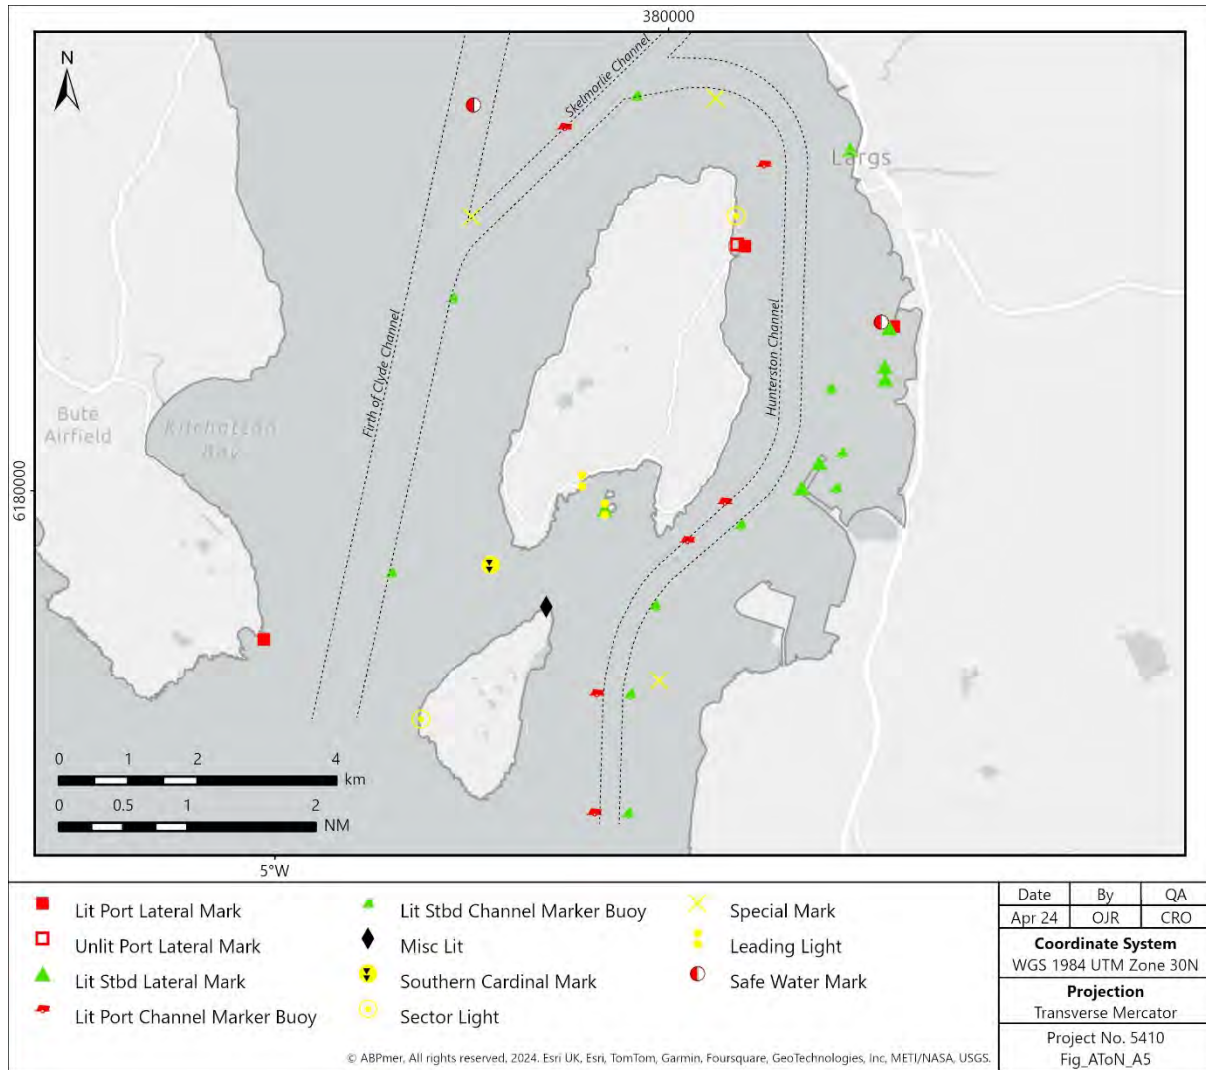 380000
N
Skelmorlie Channel
Largs
Firth of Clyde Channel
Hunterston Channel
Bute
Airfield
Kilchattan
Bay
6180000
0 1 2 4
km
0 0.5 1 2
NM
5°W
Lit Port Lateral Mark
Unlit Port Lateral Mark
Lit Stbd Lateral Mark
Lit Port Channel Marker Buoy
Lit Stbd Channel Marker Buoy
Misc Lit
Southern Cardinal Mark
Sector Light
Special Mark
Leading Light
Safe Water Mark
Date By QA
Apr 24 OJR CRO
Coordinate System
WGS 1984 UTM Zone 30N
Projection
Transverse Mercator
Project No. 5410
Fig_AToN_A5
© ABPmer, All rights reserved, 2024. Esri UK, Esri, TomTom, Garmin, Foursquare, GeoTechnologies, Inc, METI/NASA, USGS.